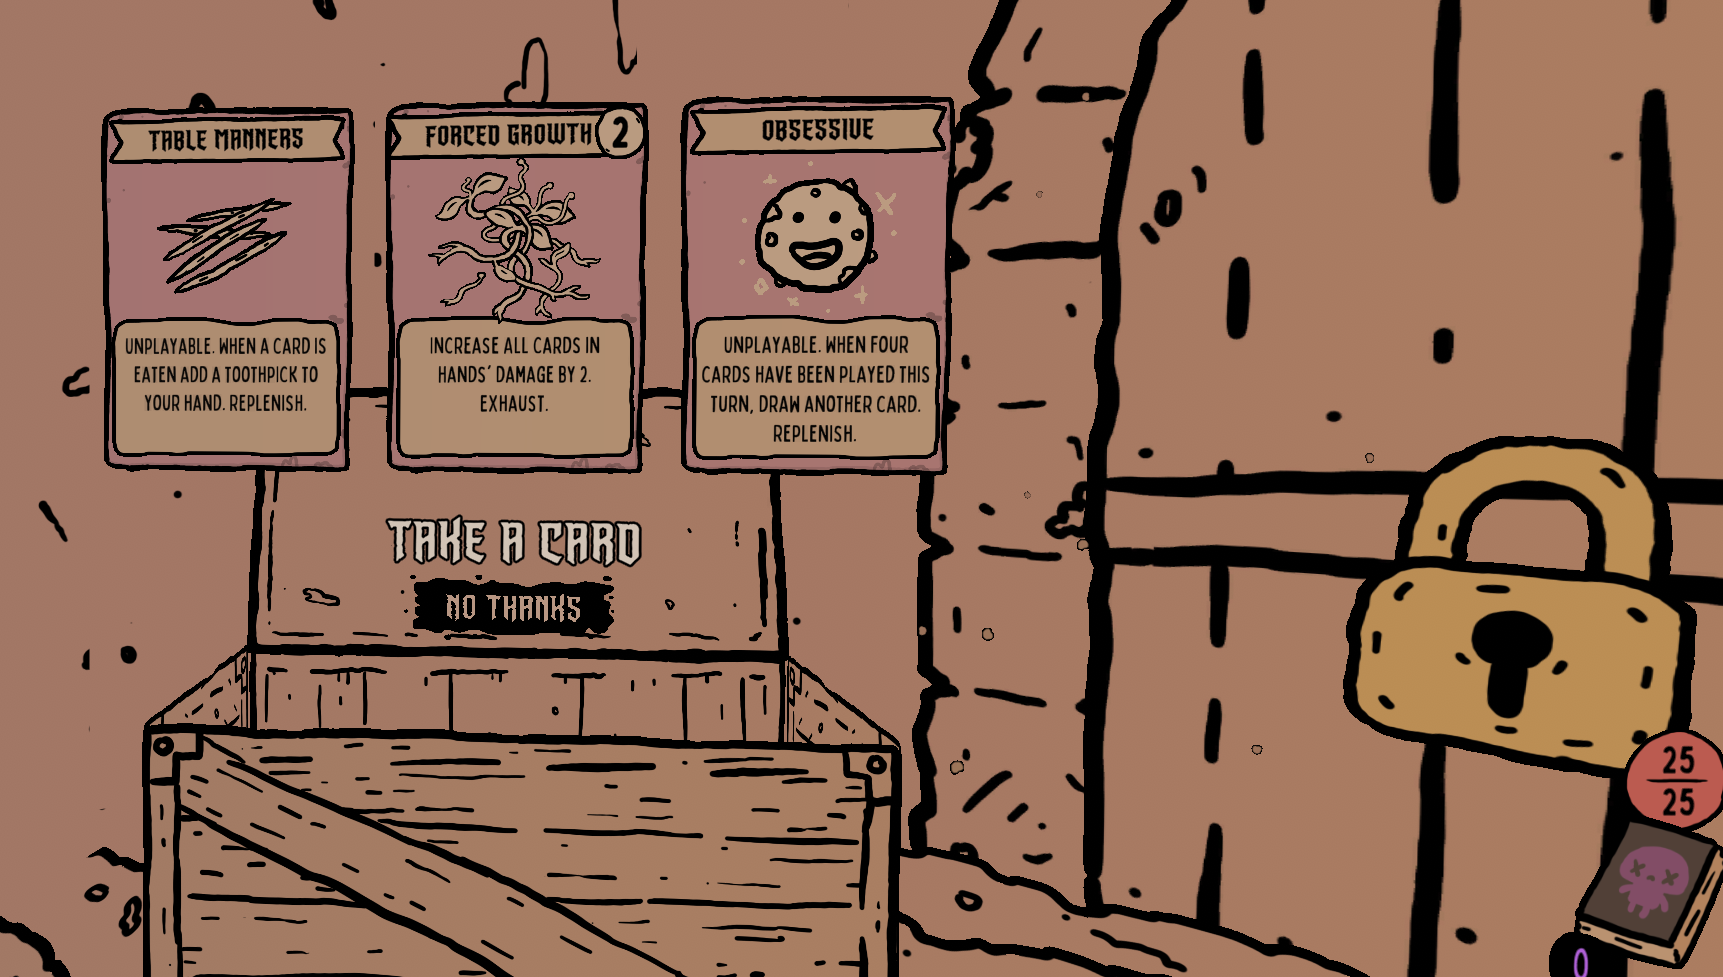 TABLE MANNERS
UNPLAYABLE. WHEN A CARD IS
EATEN ADD A TOOTHPICK TO
YOUR HAND. REPLENISH.
FORCED GROWTH 2
INCREASE ALL CARDS IN
HANDS' DAMAGE BY 2.
EXHAUST.
OBSESSIVE
UNPLAYABLE. WHEN FOUR
CARDS HAVE BEEN PLAYED THIS
TURN, DRAW ANOTHER CARD.
REPLENISH.
TAKE A CARD
NO THANKS
25
25
0